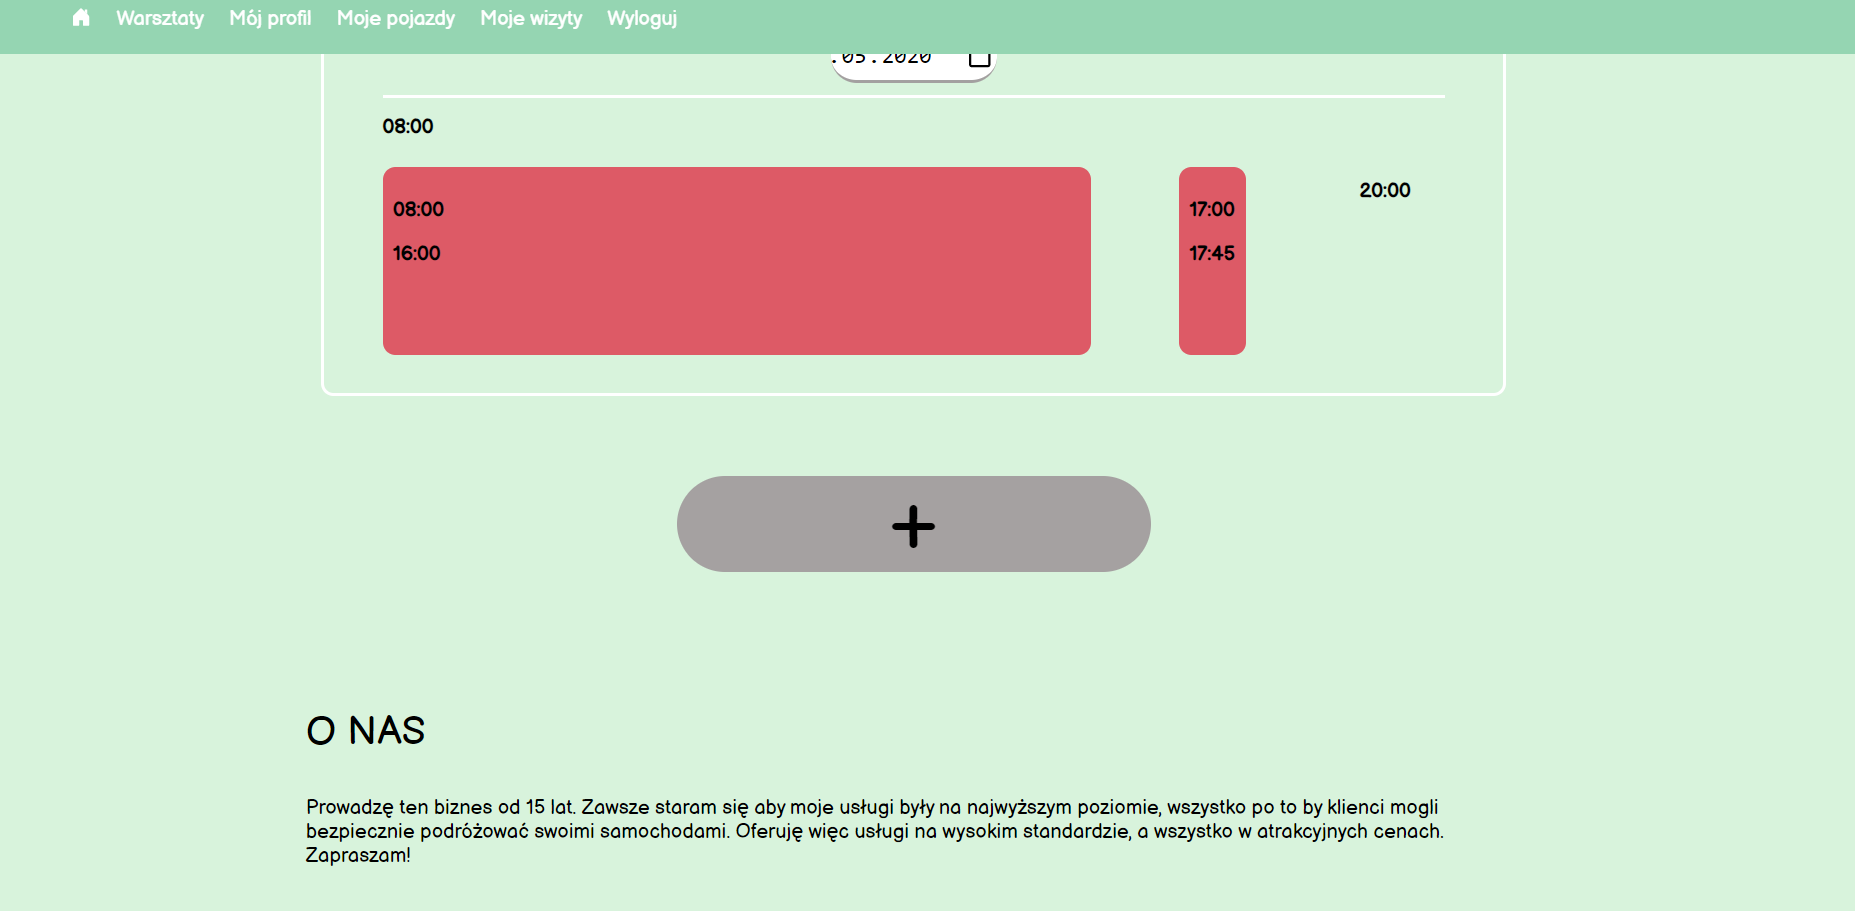 Warsztaty Mój profil Moje pojazdy Moje wizyty Wyloguj
.05.2020
08:00
08:00
16:00
17:00
17:45
20:00
O NAS
Prowadzę ten biznes od 15 lat. Zawsze staram się aby moje usługi były na najwyższym poziomie, wszystko po to by klienci mogli
bezpiecznie podróżować swoimi samochodami. Oferuję więc usługi na wysokim standardzie, a wszystko w atrakcyjnych cenach.
Zapraszam!